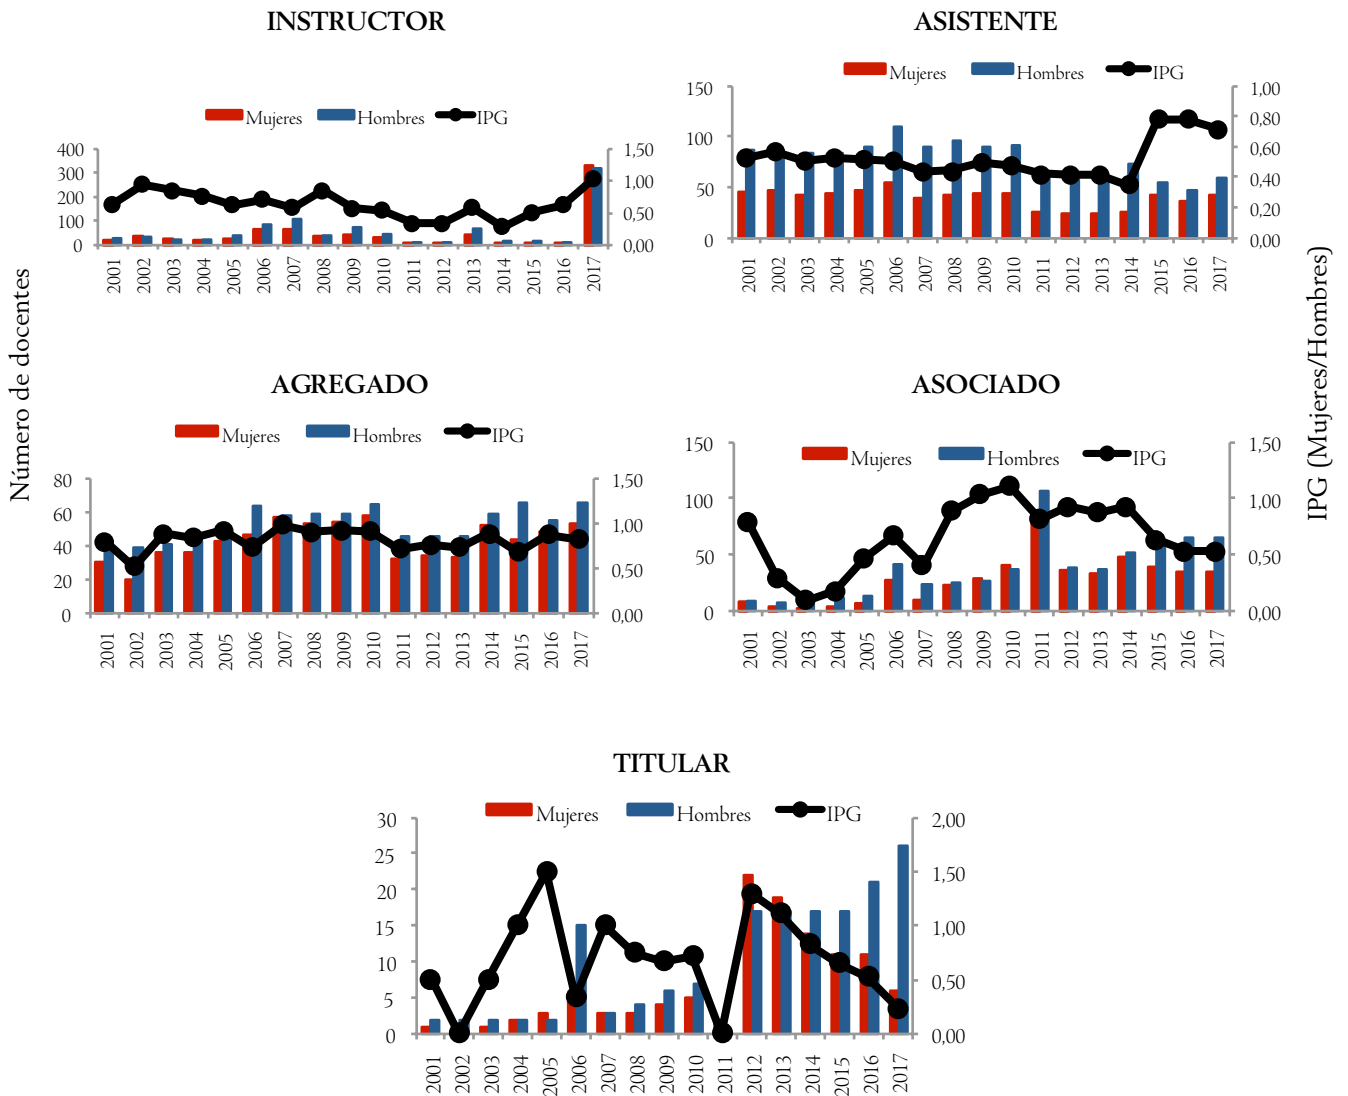 INSTRUCTOR
Mujeres Hombres IPG
400 300 200 100 0
1,50 1,00 0,50 0,00
2001 2002 2003 2004 2005 2006 2007 2008 2009 2010 2011 2012 2013 2014 2015 2016 2017
ASISTENTE
Mujeres Hombres IPG
150 100 50 0
1,00 0,80 0,60 0,40 0,20 0,00
2001 2002 2003 2004 2005 2006 2007 2008 2009 2010 2011 2012 2013 2014 2015 2016 2017
Número de docentes
IPG (Mujeres/Hombres)
AGREGADO
Mujeres Hombres IPG
80 60 40 20 0
1,50 1,00 0,50 0,00
2001 2002 2003 2004 2005 2006 2007 2008 2009 2010 2011 2012 2013 2014 2015 2016 2017
ASOCIADO
Mujeres Hombres IPG
150 100 50 0
1,50 1,00 0,50 0,00
2001 2002 2003 2004 2005 2006 2007 2008 2009 2010 2011 2012 2013 2014 2015 2016 2017
TITULAR
Mujeres Hombres IPG
30 25 20 15 10 5 0
2,00 1,50 1,00 0,50 0,00
2001 2002 2003 2004 2005 2006 2007 2008 2009 2010 2011 2012 2013 2014 2015 2016 2017